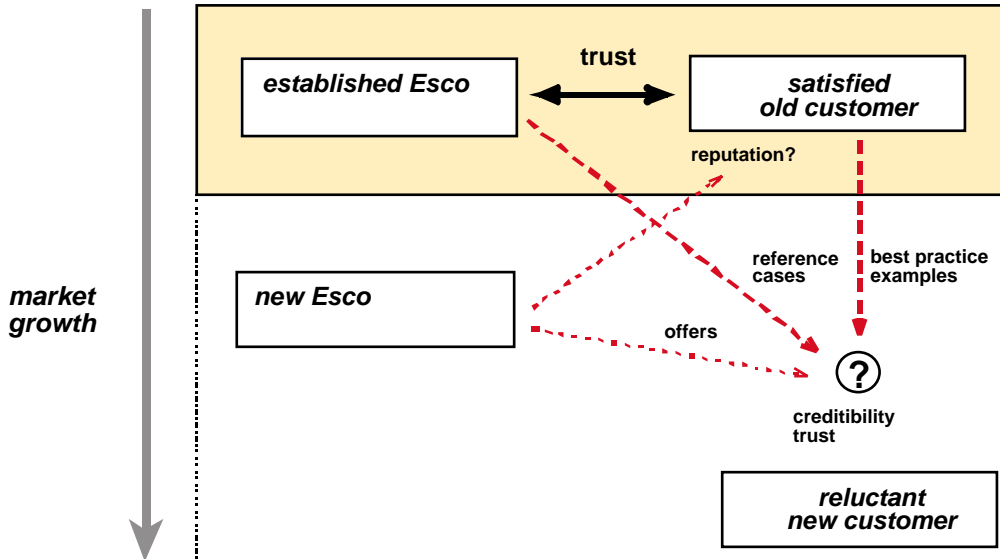 trust
established Esco
satisfied
old customer
reputation?
reference
cases
best practice
examples
market
growth
new Esco
offers
?
creditibility
trust
reluctant
new customer